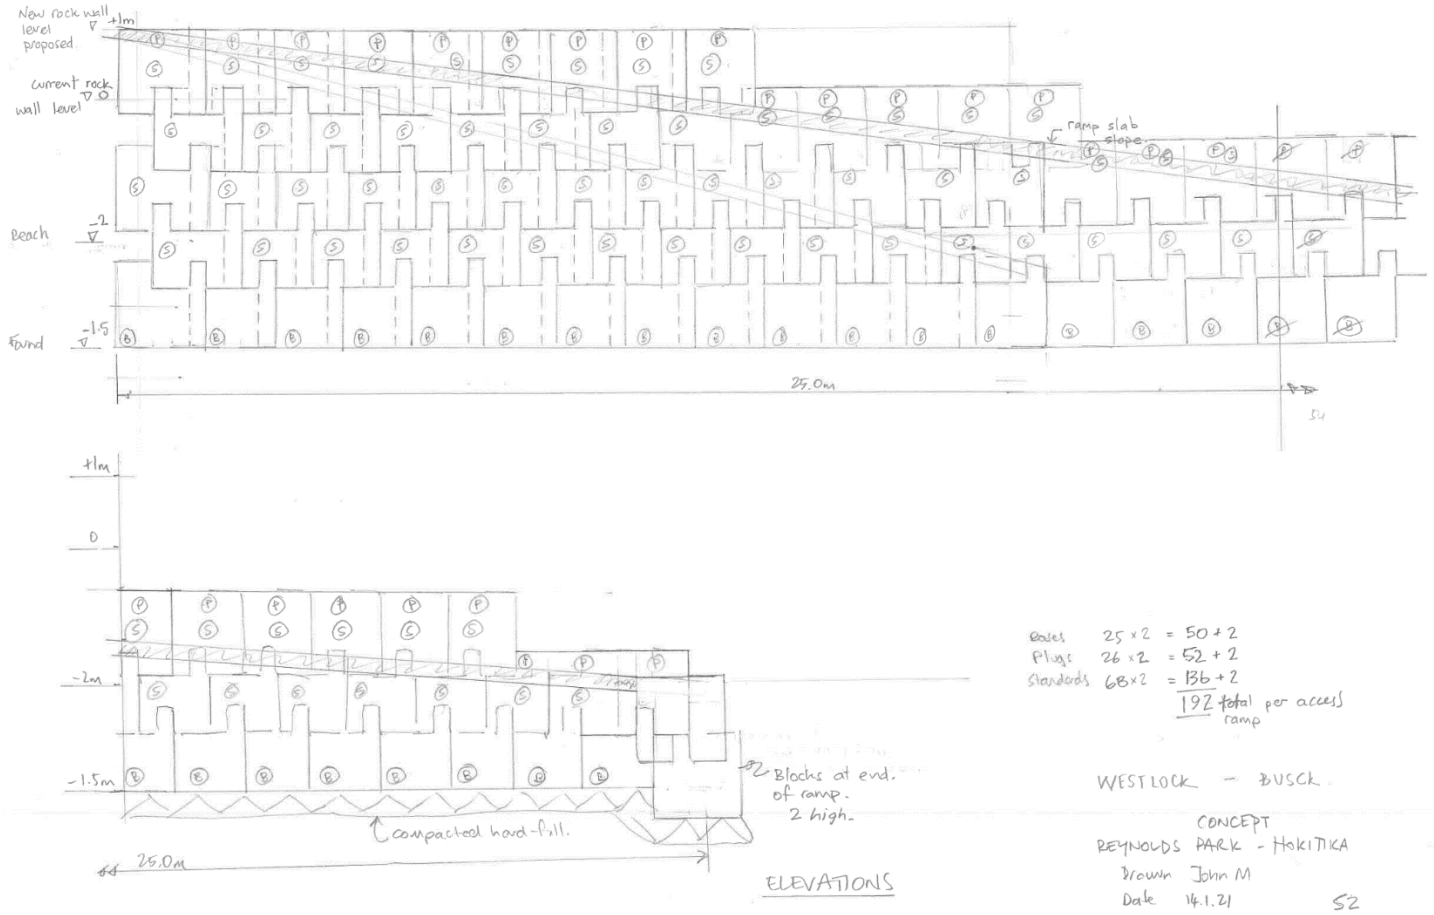 New rock wall
level
proposed
+1m
P P P P P P P P P
S S S S S S S S S
current rock
0
wall level
P P P P P
S S S S S
ramp slab
slope
S S S S S S S S
P P P P P
S S S
S S S S S S S S S S S S S
Beach
-2
S S S S S S S S S S S S S S S S S S
Found
-1.5
B B B B B B B B B B B B B B B B B B
25.0m
+1m
0
P P P P P P
S S S S S S
P P P
-2m
S S S S S S S
-1.5m
B B B B B B B B
Blocks at end.
of ramp.
2 high.
compacted hard-fill.
25.0m
ELEVATIONS
Bases 25 x 2 = 50 + 2
Plugs 26 x 2 = 52 + 2
Standards 68 x 2 = 136 + 2
192 total per access
ramp
WESTLOCK - BUSCK
CONCEPT
REYNOLDS PARK - HOKITIKA
Drawn John M
Date 14.1.21
52